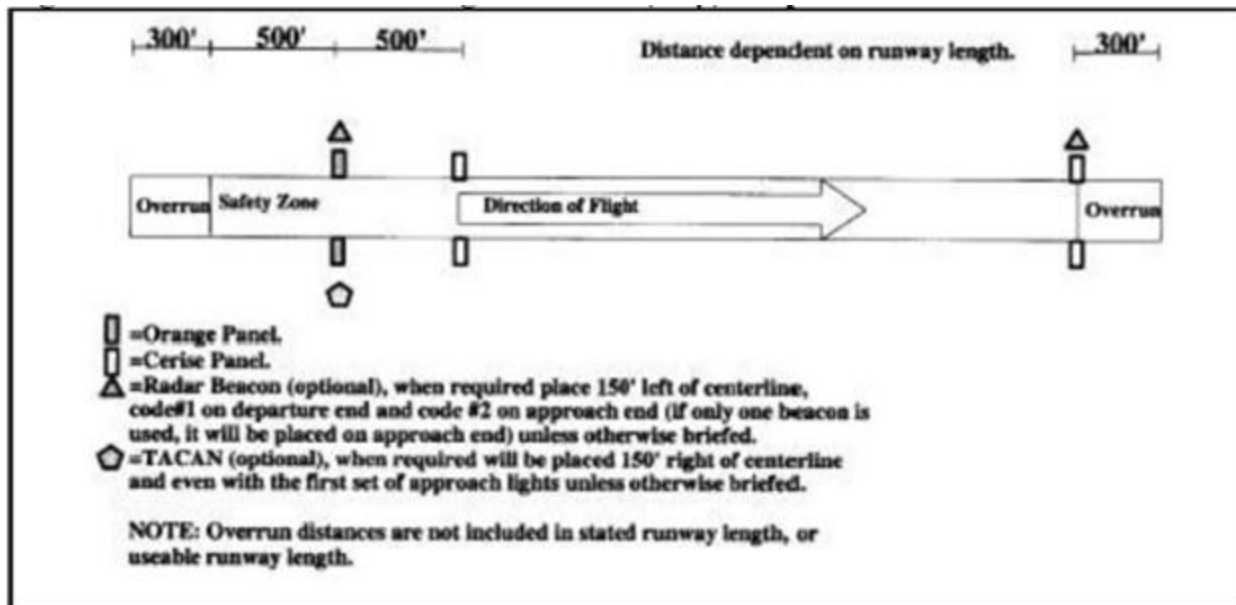 300' 500' 500' Distance dependent on runway length. 300'
Overrun Safety Zone Direction of Flight Overrun
=Orange Panel.
=Cerise Panel.
=Radar Beacon (optional), when required place 150' left of centerline,
code#1 on departure end and code #2 on approach end (if only one beacon is
used, it will be placed on approach end) unless otherwise briefed.
=TACAN (optional), when required will be placed 150' right of centerline
and even with the first set of approach lights unless otherwise briefed.
NOTE: Overrun distances are not included in stated runway length, or
useable runway length.